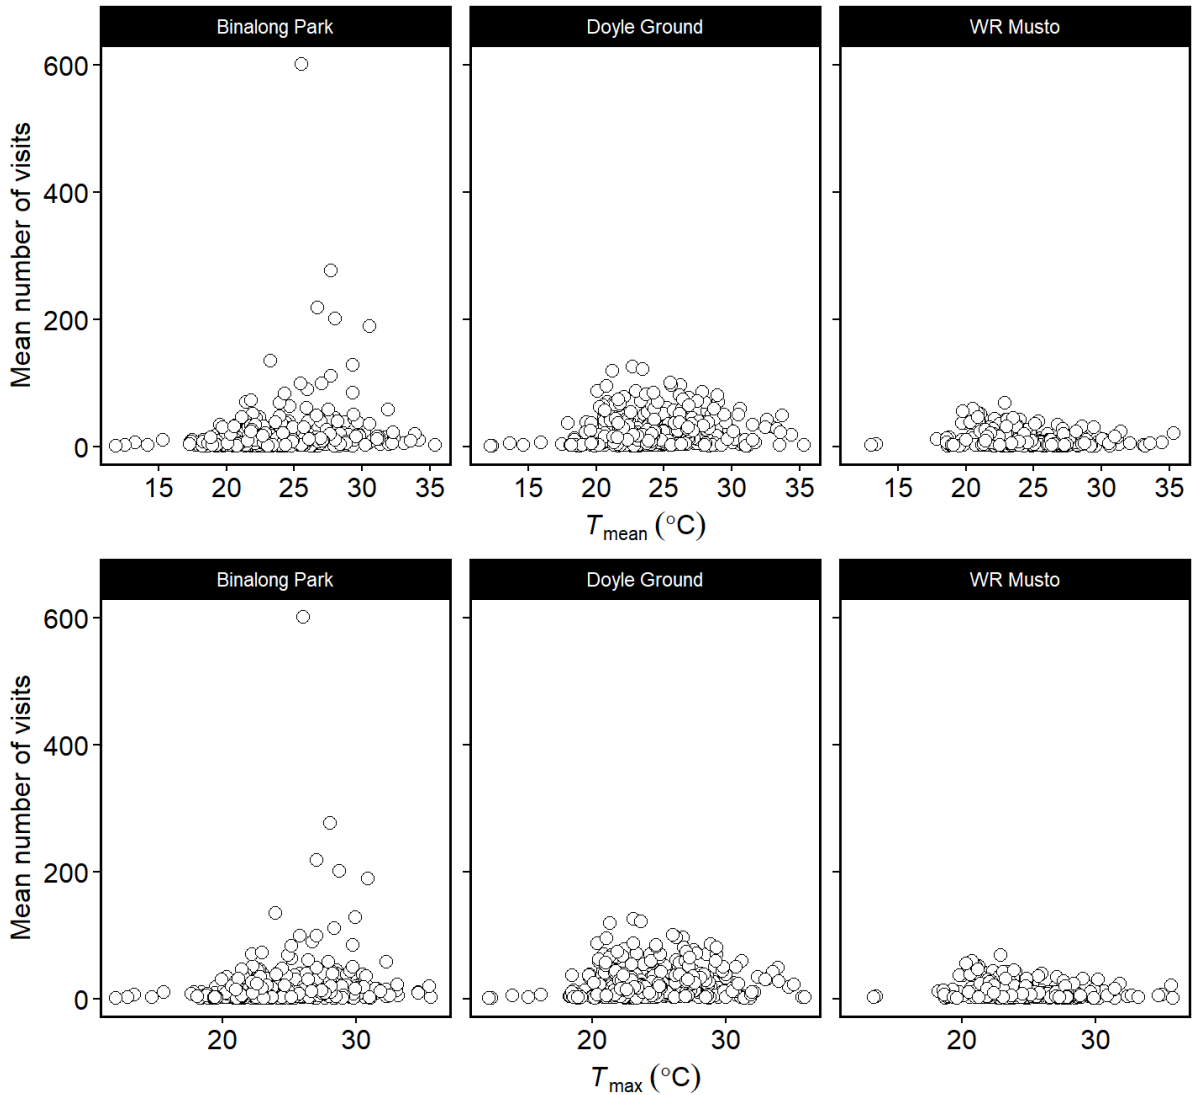 Binalong Park Doyle Ground WR Musto
600
400
200
0
Mean number of visits
15 20 25 30 35 15 20 25 30 35 15 20 25 30 35
Tmean (°C)
Binalong Park Doyle Ground WR Musto
600
400
200
0
Mean number of visits
20 30 20 30 20 30
Tmax (°C)